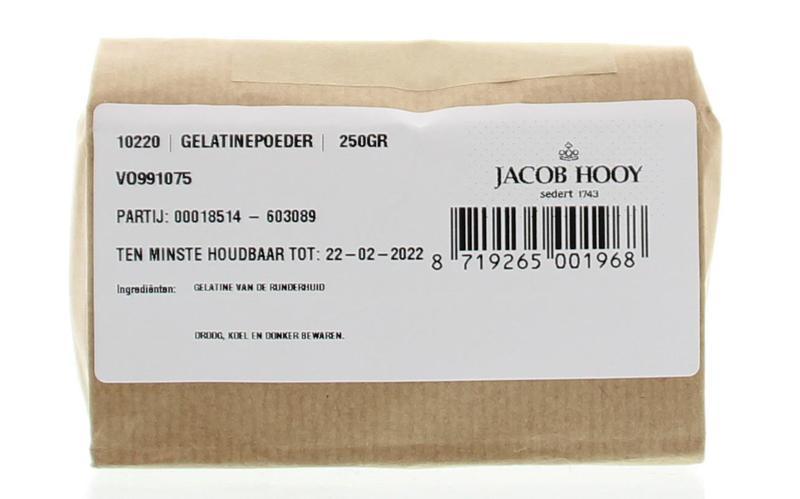 10220 | GELATINEPOEDER | 250GR
VO991075
PARTIJ: 00018514 - 603089
TEN MINSTE HOUDBAAR TOT: 22-02-2022
Ingrediënten: GELATINE VAN DE RUNDERHUID
DROOG, KOEL EN DONKER BEWAREN.
JACOB HOOY
sedert 1743
8 719265 001968